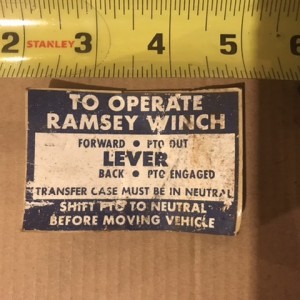 2 STANLEY 3 4 5 6
TO OPERATE
RAMSEY WINCH
FORWARD • PTO OUT
LEVER
BACK • PTO ENGAGED
TRANSFER CASE MUST BE IN NEUTRAL
SHIFT PTO TO NEUTRAL
BEFORE MOVING VEHICLE